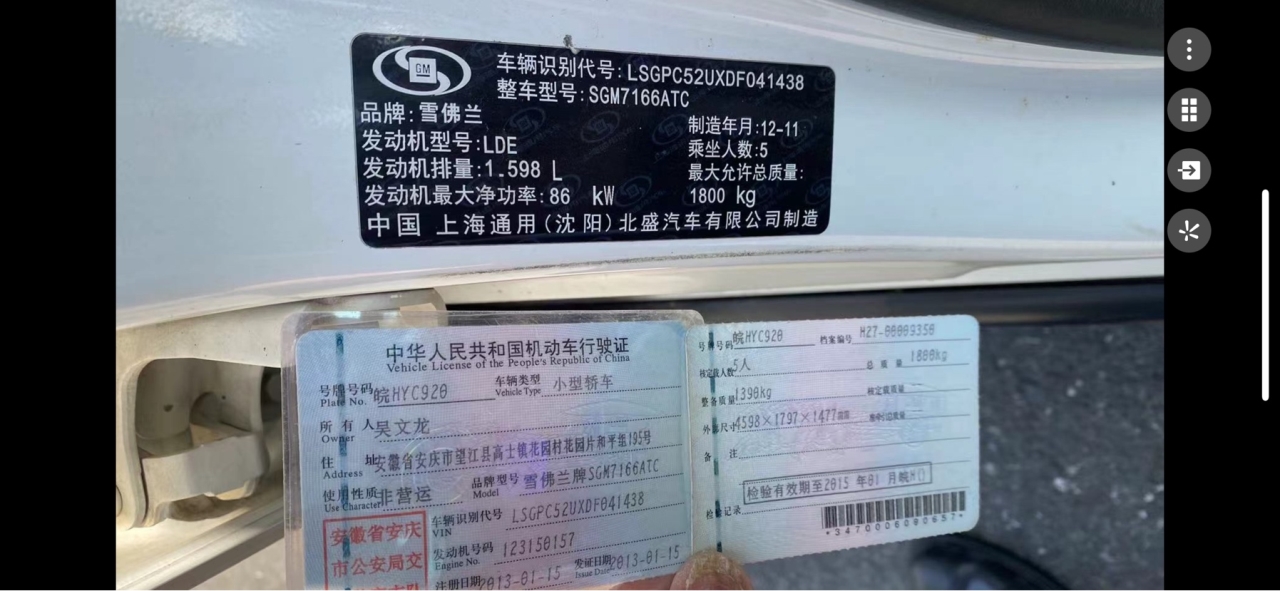 GM
车辆识别代号:LSGPC52UXDF041438
整车型号:SGM7166ATC
品牌:雪佛兰
制造年月:12-11
发动机型号:LDE
乘坐人数:5
发动机排量:1.598 L
最大允许总质量:
发动机最大净功率:86 kW
1800 kg
中国 上海通用(沈阳)北盛汽车有限公司制造
中华人民共和国机动车行驶证
Vehicle License of the People's Republic of China
号牌号码 皖HYC920 车辆类型 小型轿车
Plate No. Vehicle Type
所有人 吴文龙
Owner
住址 安徽省安庆市望江县高士镇花园村花园片和平组195号
Address
使用性质 非营运 品牌型号 雪佛兰牌SGM7166ATC
Use Character Model
车辆识别代号 LSGPC52UXDF041438
VIN
发动机号码 123150157
Engine No.
注册日期 2013-01-15 发证日期 2013-01-15
Issue Date
安徽省安庆
市公安局交
号牌号码 皖HYC920 档案编号
核定载人数 5人 总质量 1800kg
整备质量 1390kg 核定载质量
外廓尺寸 4598×1797×1477
备注
检验有效期至2015年01月皖H
检验记录